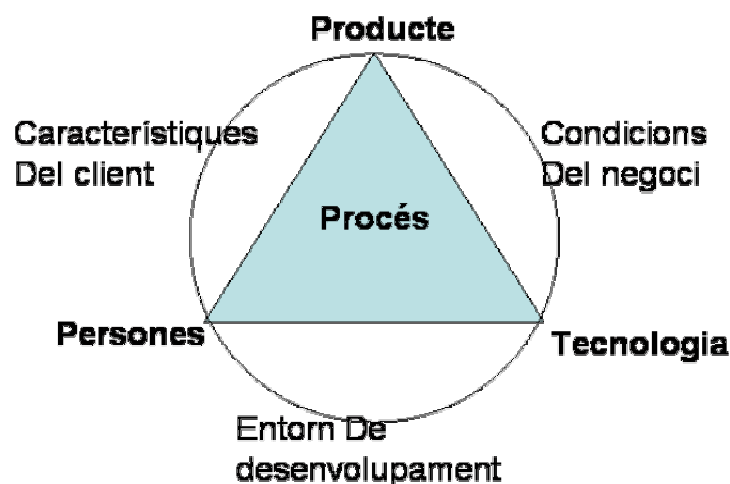 Producte
Característiques
Del client
Condicions
Del negoci
Procés
Persones
Tecnologia
Entorn De
desenvolupament